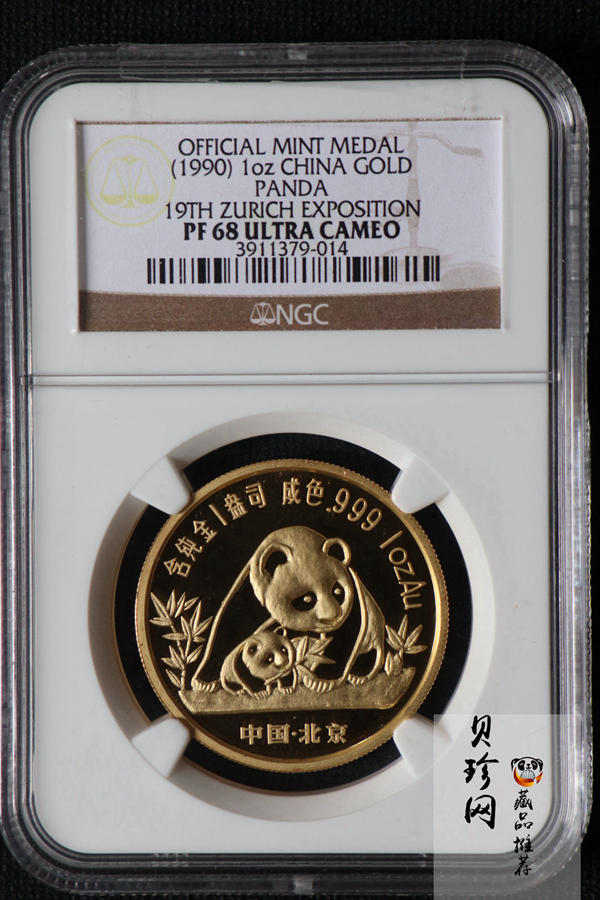 OFFICIAL MINT MEDAL
(1990) 1oz CHINA GOLD
PANDA
19TH ZURICH EXPOSITION
PF 68 ULTRA CAMEO
3911379-014
NGC
含纯金1盎司 成色.999 1ozAu
中国·北京
贝珍网
藏品推荐